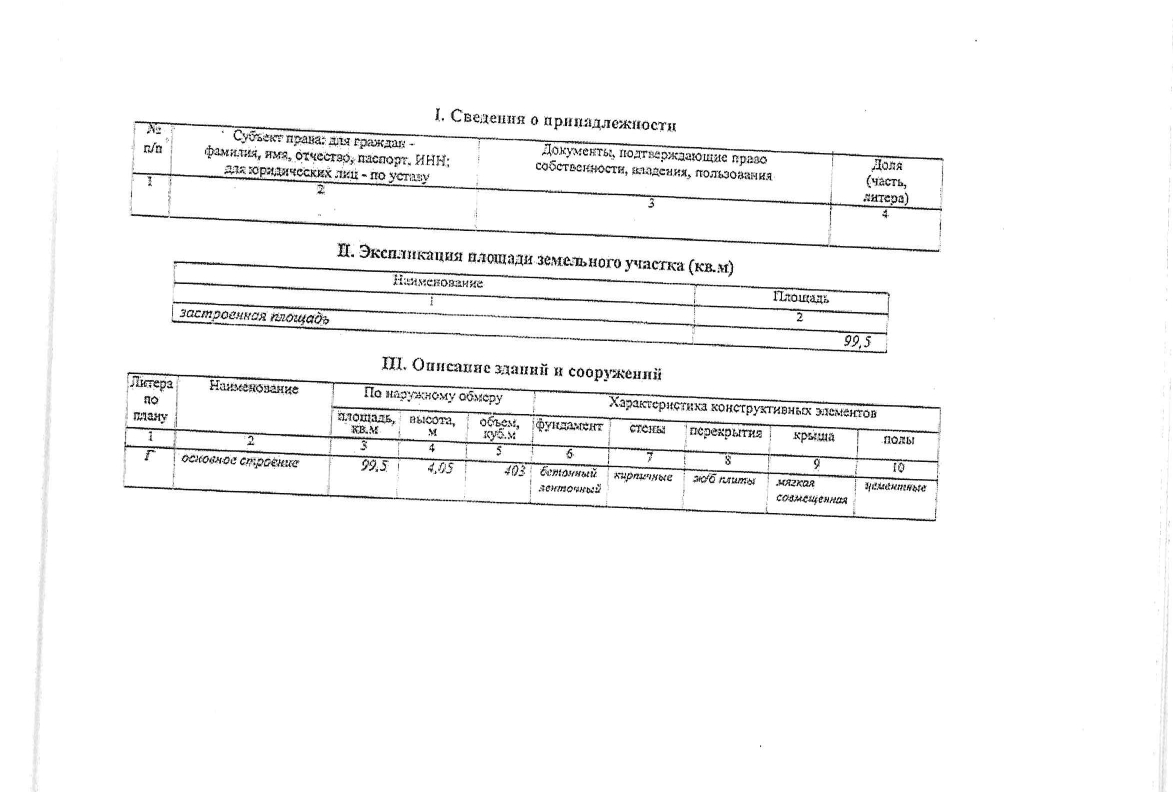 I. Сведения о принадлежности
№ п/п
Субъект права: для граждан - фамилия, имя, отчество, паспорт, ИНН; для юридических лиц - по уставу
Документы, подтверждающие право собственности, владения, пользования
Доля (часть, литера)
1 2 3 4
II. Экспликация площади земельного участка (кв.м)
Наименование Площадь
1 2
застроенная площадь 99,5
III. Описание зданий и сооружений
Литера по плану
Наименование
По наружному обмеру
Характеристика конструктивных элементов
площадь, кв.м
высота, м
объем, куб.м
фундамент стены перекрытия крыша полы
1 2 3 4 5 6 7 8 9 10
Г основное строение 99,5 4,05 403 бетонный ленточный кирпичные ж/б плиты мягкая совмещенная цементные